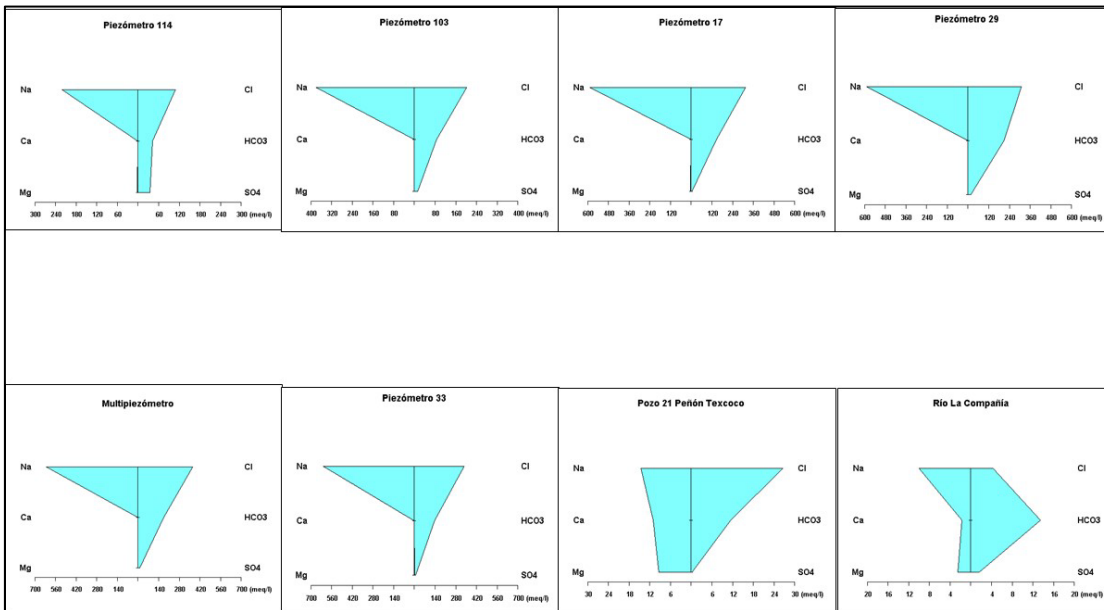 Piezómetro 114
Na Cl
Ca HCO3
Mg SO4
300 240 180 120 60 60 120 180 240 300 (meq/l)
Piezómetro 103
Na Cl
Ca HCO3
Mg SO4
400 320 240 160 80 80 160 240 320 400 (meq/l)
Piezómetro 17
Na Cl
Ca HCO3
Mg SO4
600 480 360 240 120 120 240 360 480 600 (meq/l)
Piezómetro 29
Na Cl
Ca HCO3
Mg SO4
600 480 360 240 120 120 240 360 480 600 (meq/l)
Multipiezómetro
Na Cl
Ca HCO3
Mg SO4
700 560 420 280 140 140 280 420 560 700 (meq/l)
Piezómetro 33
Na Cl
Ca HCO3
Mg SO4
700 560 420 280 140 140 280 420 560 700 (meq/l)
Pozo 21 Peñón Texcoco
Na Cl
Ca HCO3
Mg SO4
30 24 18 12 6 6 12 18 24 30 (meq/l)
Río La Compañía
Na Cl
Ca HCO3
Mg SO4
20 16 12 8 4 4 8 12 16 20 (meq/l)